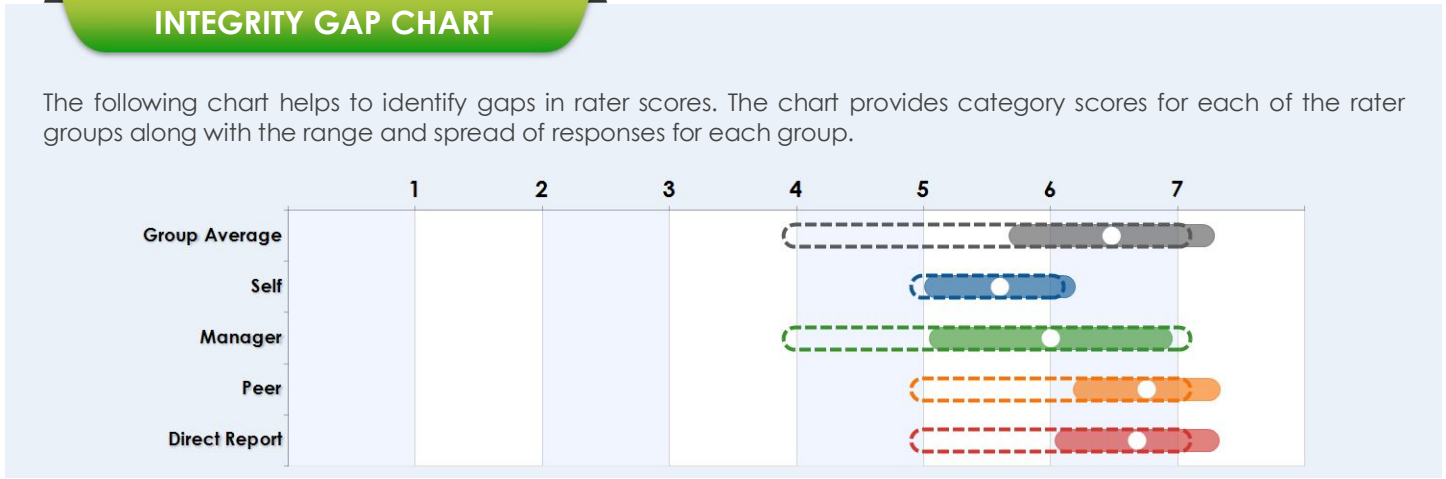 INTEGRITY GAP CHART
The following chart helps to identify gaps in rater scores. The chart provides category scores for each of the rater
groups along with the range and spread of responses for each group.
1 2 3 4 5 6 7
Group Average
Self
Manager
Peer
Direct Report